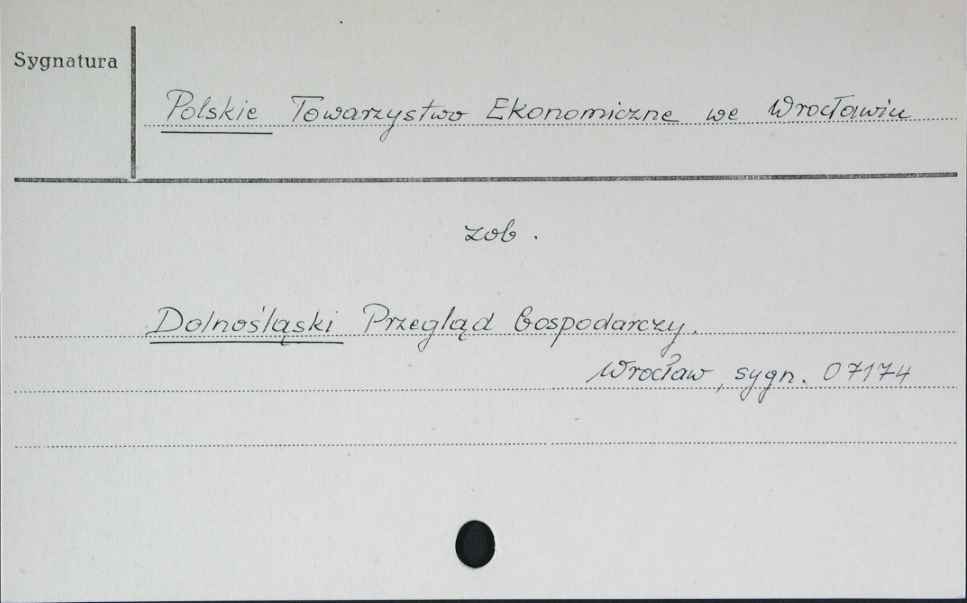 Sygnatura
Polskie Towarzystwo Ekonomiczne we Wrocławiu
zob.
Dolnośląski Przegląd Gospodarczy.
Wrocław, sygn. 07174